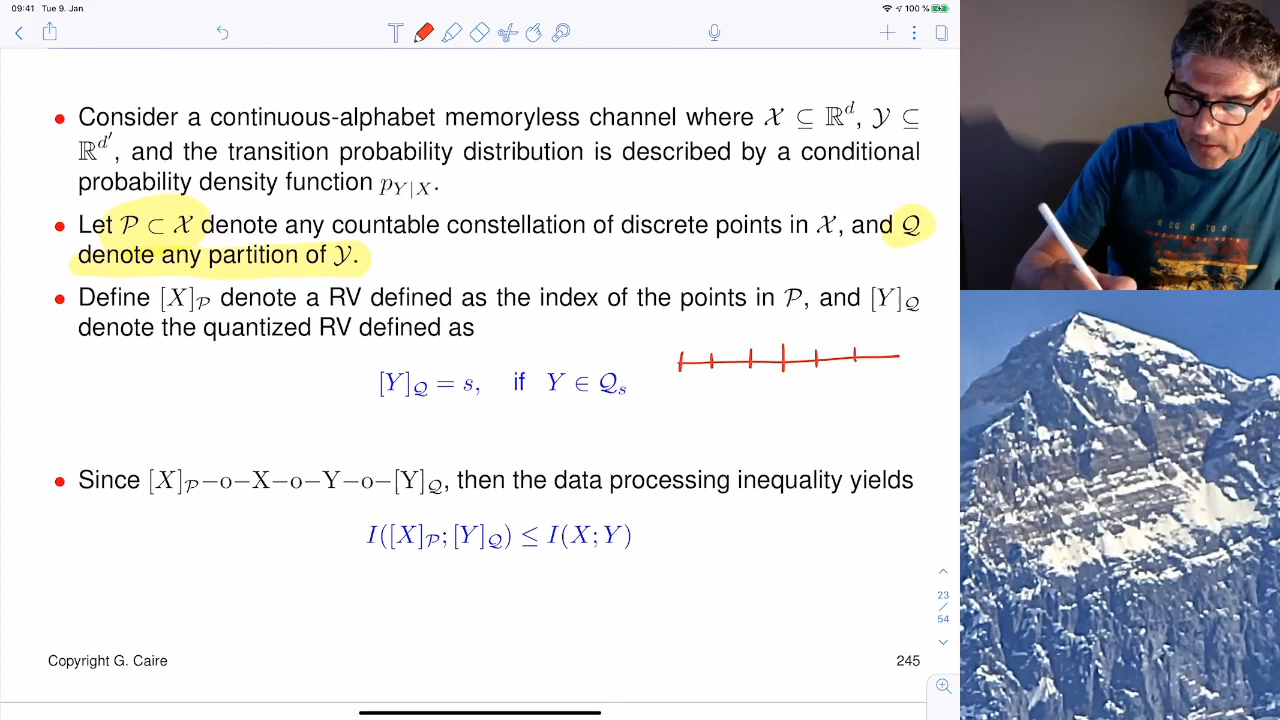 09:41 Tue 9. Jan
100 %
T
• Consider a continuous-alphabet memoryless channel where 𝒳 ⊆ ℝ^d, 𝒴 ⊆
ℝ^d′, and the transition probability distribution is described by a conditional
probability density function p_{Y|X}.
• Let 𝒫 ⊂ 𝒳 denote any countable constellation of discrete points in 𝒳, and 𝒬
denote any partition of 𝒴.
• Define [X]_𝒫 denote a RV defined as the index of the points in 𝒫, and [Y]_𝒬
denote the quantized RV defined as
[Y]_𝒬 = s, if Y ∈ 𝒬_s
• Since [X]_𝒫−o−X−o−Y−o−[Y]_𝒬, then the data processing inequality yields
I([X]_𝒫; [Y]_𝒬) ≤ I(X; Y)
23
/
54
Copyright G. Caire
245